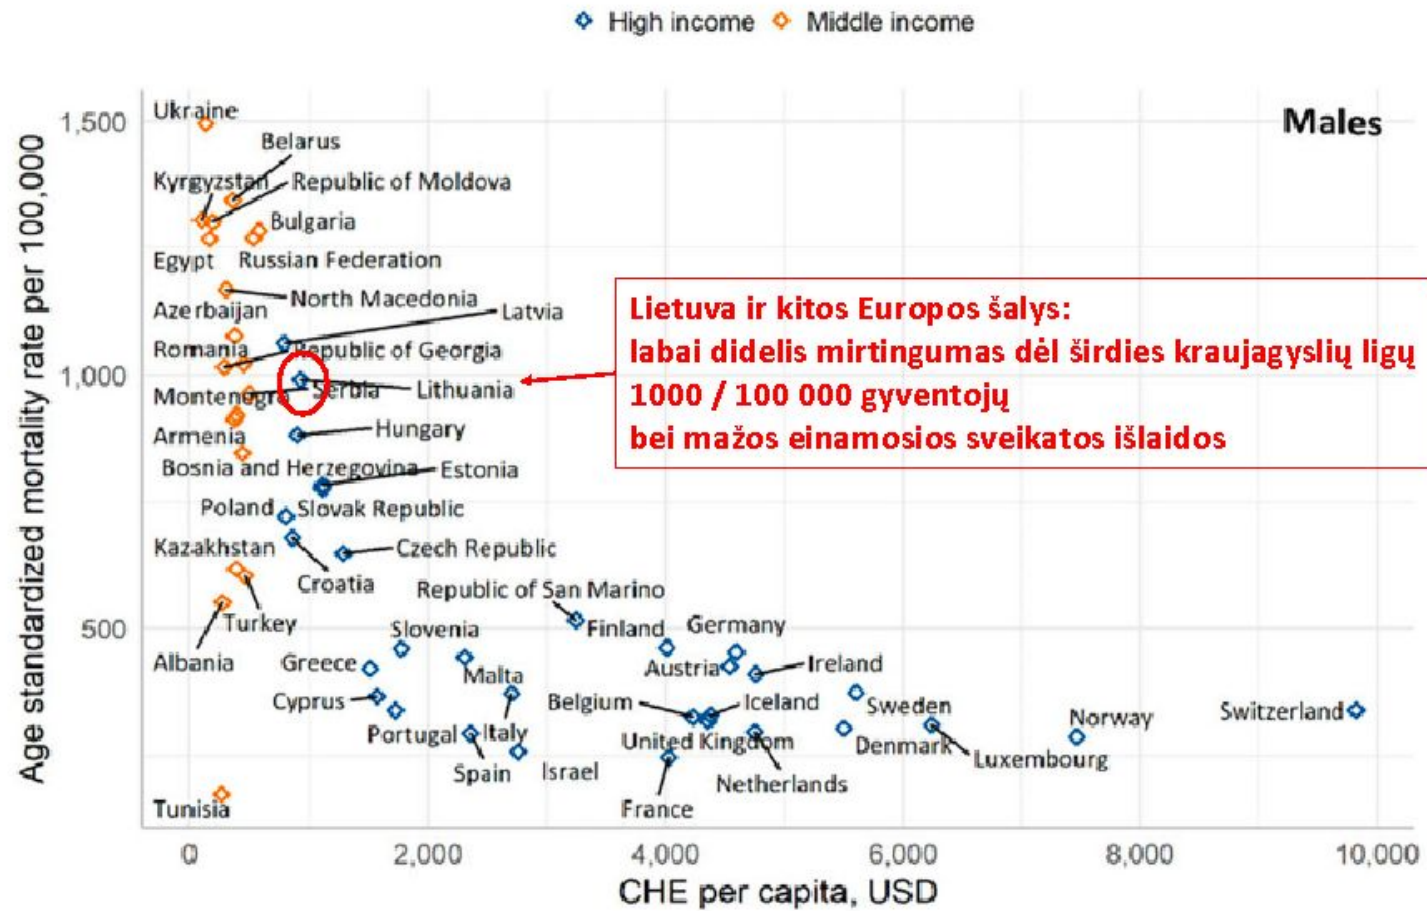 High income Middle income
Males
Age standardized mortality rate per 100,000
1,500
1,000
500
Ukraine
Belarus
Kyrgyzstan
Republic of Moldova
Bulgaria
Egypt Russian Federation
North Macedonia
Azerbaijan
Latvia
Romania Republic of Georgia
Montenegro Serbia Lithuania
Armenia
Hungary
Bosnia and Herzegovina Estonia
Poland Slovak Republic
Kazakhstan Czech Republic
Croatia
Republic of San Marino
Turkey
Slovenia Finland Germany
Albania Greece Malta Austria Ireland
Cyprus Belgium Iceland Sweden
Portugal Italy United Kingdom Denmark Norway Switzerland
Spain Israel Netherlands Luxembourg
Tunisia France
Lietuva ir kitos Europos šalys:
labai didelis mirtingumas dėl širdies kraujagyslių ligų
1000 / 100 000 gyventojų
bei mažos einamosios sveikatos išlaidos
0 2,000 4,000 6,000 8,000 10,000
CHE per capita, USD